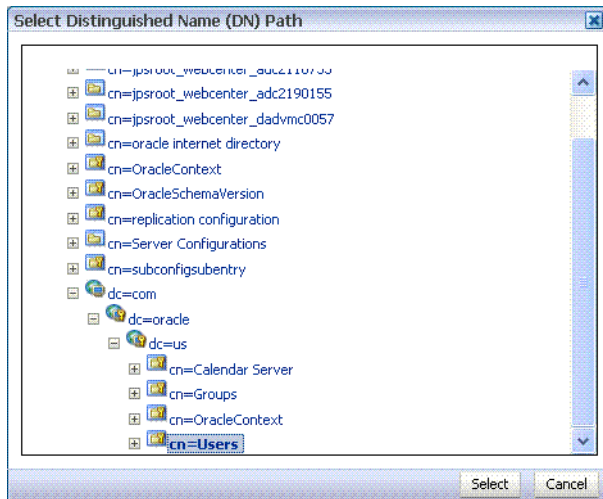 Select Distinguished Name (DN) Path
cn=jpsroot_webcenter_adc2190155
cn=jpsroot_webcenter_dadvmc0057
cn=oracle internet directory
cn=OracleContext
cn=OracleSchemaVersion
cn=replication configuration
cn=Server Configurations
cn=subconfigsubentry
dc=com
dc=oracle
dc=us
cn=Calendar Server
cn=Groups
cn=OracleContext
cn=Users
Select Cancel